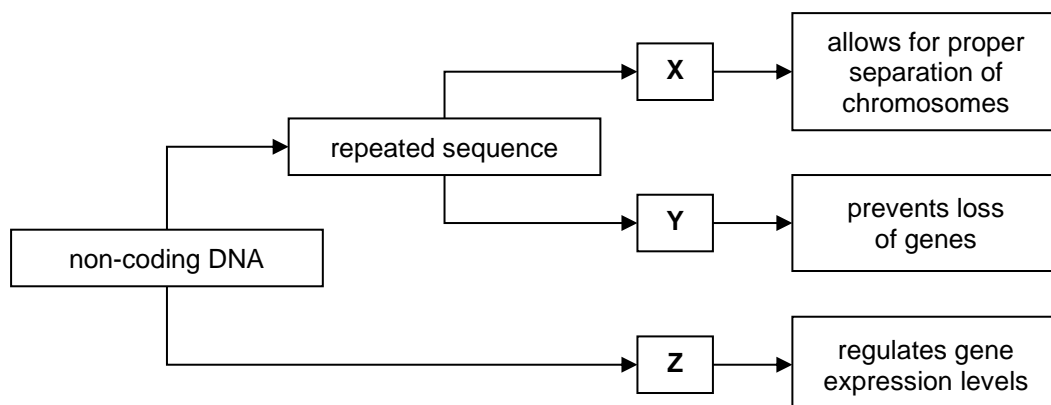 X
allows for proper
separation of
chromosomes
repeated sequence
Y
prevents loss
of genes
non-coding DNA
Z
regulates gene
expression levels